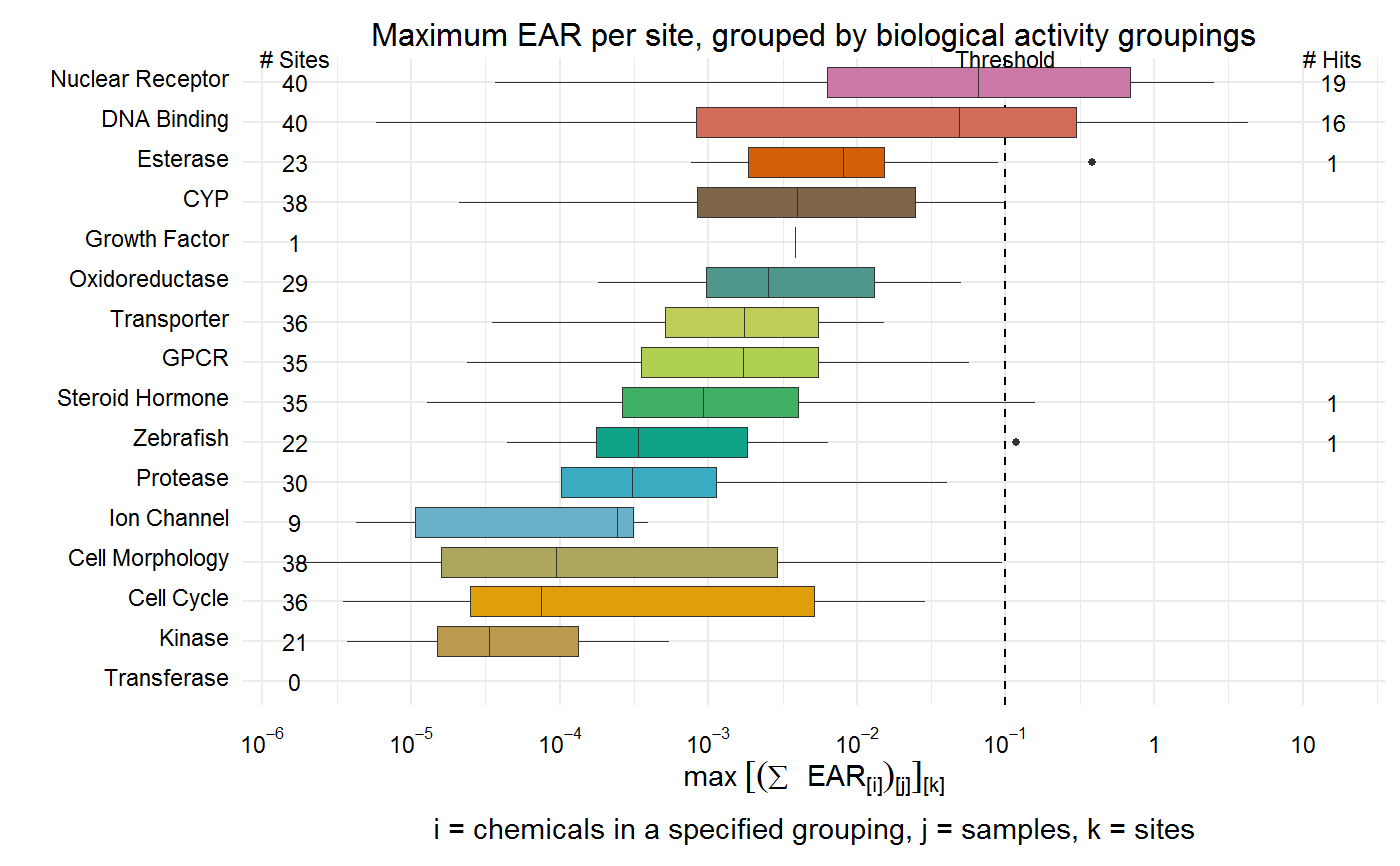 Maximum EAR per site, grouped by biological activity groupings
# Sites Threshold # Hits
Nuclear Receptor 40 19
DNA Binding 40 16
Esterase 23 1
CYP 38
Growth Factor 1
Oxidoreductase 29
Transporter 36
GPCR 35
Steroid Hormone 35 1
Zebrafish 22 1
Protease 30
Ion Channel 9
Cell Morphology 38
Cell Cycle 36
Kinase 21
Transferase 0
10⁻⁶ 10⁻⁵ 10⁻⁴ 10⁻³ 10⁻² 10⁻¹ 1 10
max [(∑ EAR[i])[j]][k]
i = chemicals in a specified grouping, j = samples, k = sites